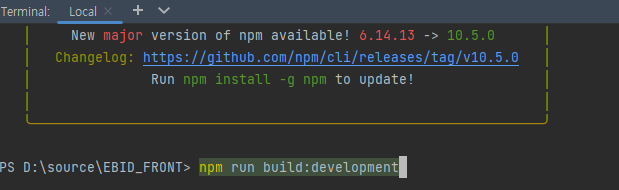 Terminal: Local × +
New major version of npm available! 6.14.13 -> 10.5.0
Changelog: https://github.com/npm/cli/releases/tag/v10.5.0
Run npm install -g npm to update!
PS D:\source\EBID_FRONT> npm run build:development